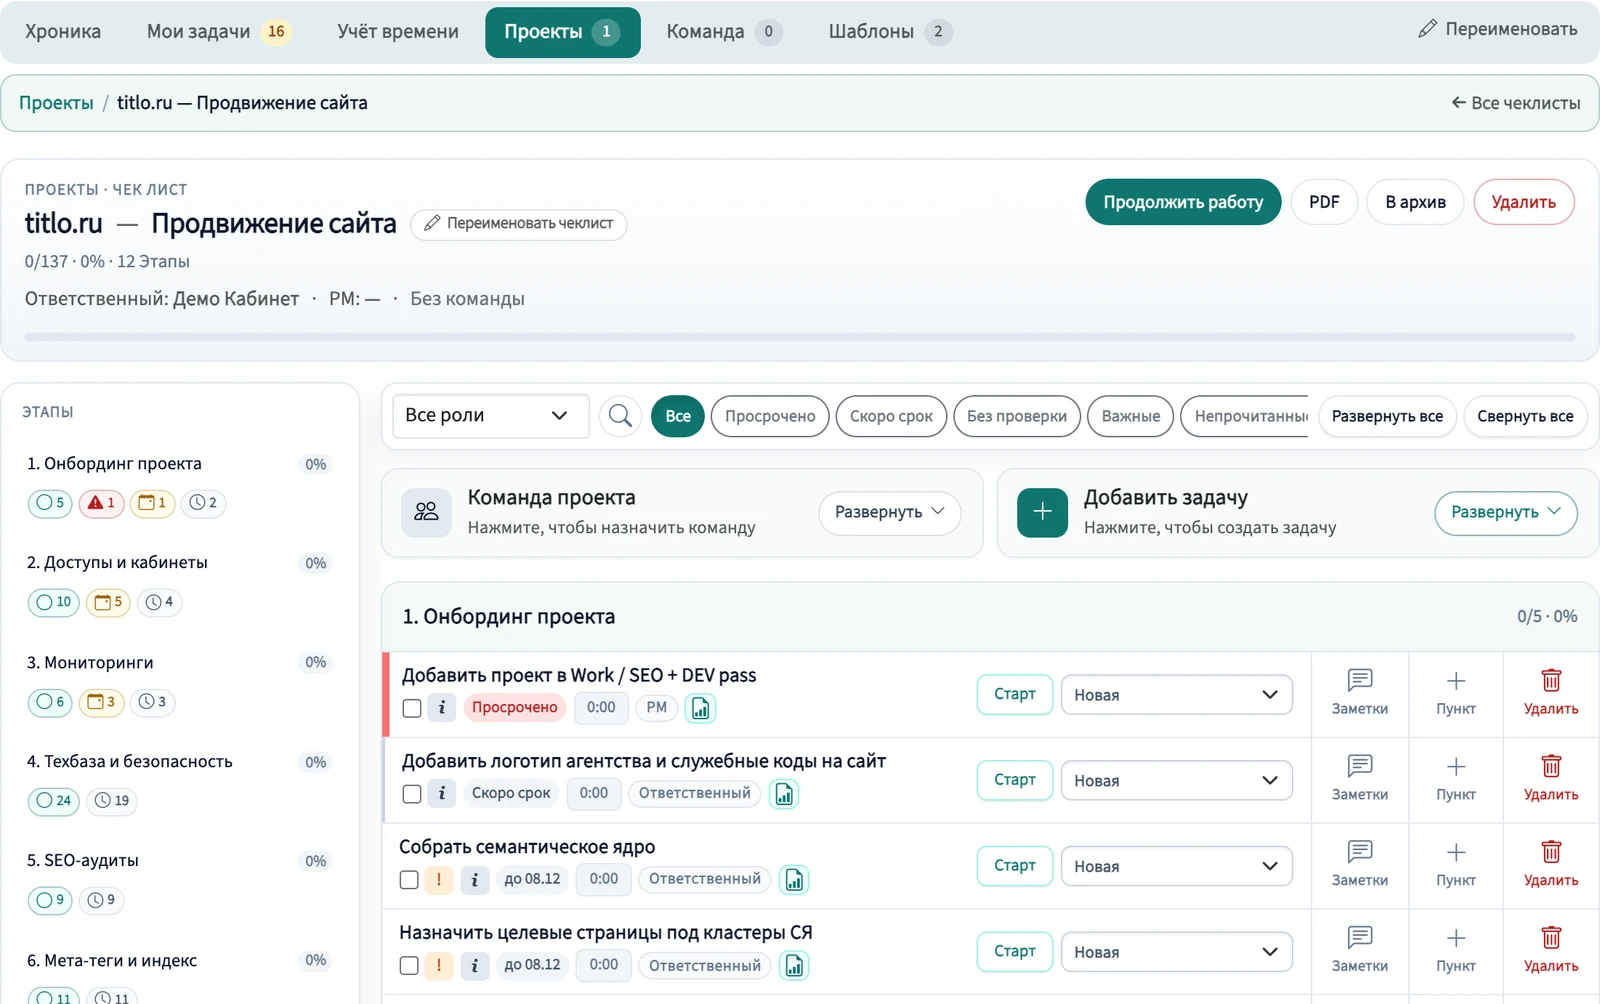 Хроника
Мои задачи 16
Учёт времени
Проекты 1
Команда 0
Шаблоны 2
Переименовать
Проекты / titlo.ru — Продвижение сайта
← Все чеклисты
ПРОЕКТЫ · ЧЕК ЛИСТ
titlo.ru — Продвижение сайта
Переименовать чеклист
Продолжить работу
PDF
В архив
Удалить
0/137 · 0% · 12 Этапы
Ответственный: Демо Кабинет · PM: — · Без команды
ЭТАПЫ
1. Онбординг проекта 0%
5 1 1 2
2. Доступы и кабинеты 0%
10 5 4
3. Мониторинги 0%
6 3 3
4. Техбаза и безопасность 0%
24 19
5. SEO-аудиты 0%
9 9
6. Мета-теги и индекс 0%
11 11
Все роли
Все
Просрочено
Скоро срок
Без проверки
Важные
Непрочитанны
Развернуть все
Свернуть все
Команда проекта
Нажмите, чтобы назначить команду
Развернуть
Добавить задачу
Нажмите, чтобы создать задачу
Развернуть
1. Онбординг проекта
0/5 · 0%
Добавить проект в Work / SEO + DEV pass
i Просрочено 0:00 PM
Старт
Новая
Заметки
Пункт
Удалить
Добавить логотип агентства и служебные коды на сайт
i Скоро срок 0:00 Ответственный
Старт
Новая
Заметки
Пункт
Удалить
Собрать семантическое ядро
! i до 08.12 0:00 Ответственный
Старт
Новая
Заметки
Пункт
Удалить
Назначить целевые страницы под кластеры СЯ
! i до 08.12 0:00 Ответственный
Старт
Новая
Заметки
Пункт
Удалить